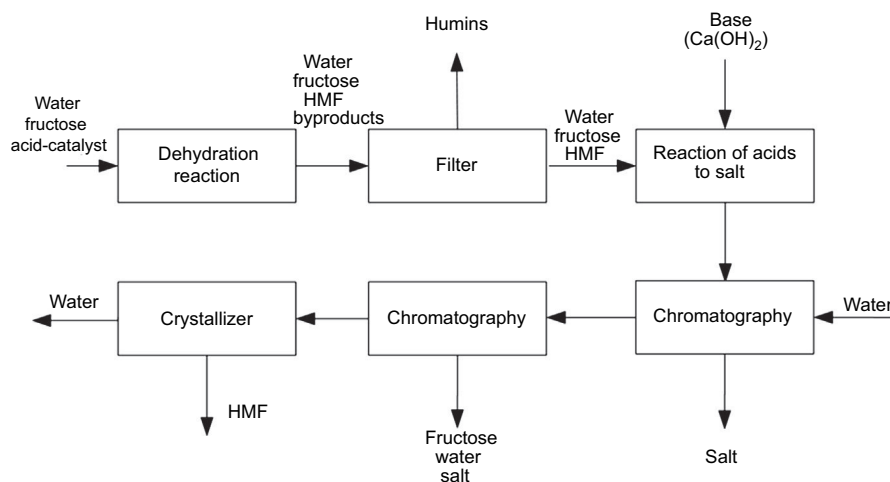 Humins
Base
(Ca(OH)2)
Water
fructose
acid-catalyst
Water
fructose
HMF
byproducts
Water
fructose
HMF
Dehydration
reaction
Filter
Reaction of acids
to salt
Water
Crystallizer
Chromatography
Chromatography
Water
HMF
Fructose
water
salt
Salt